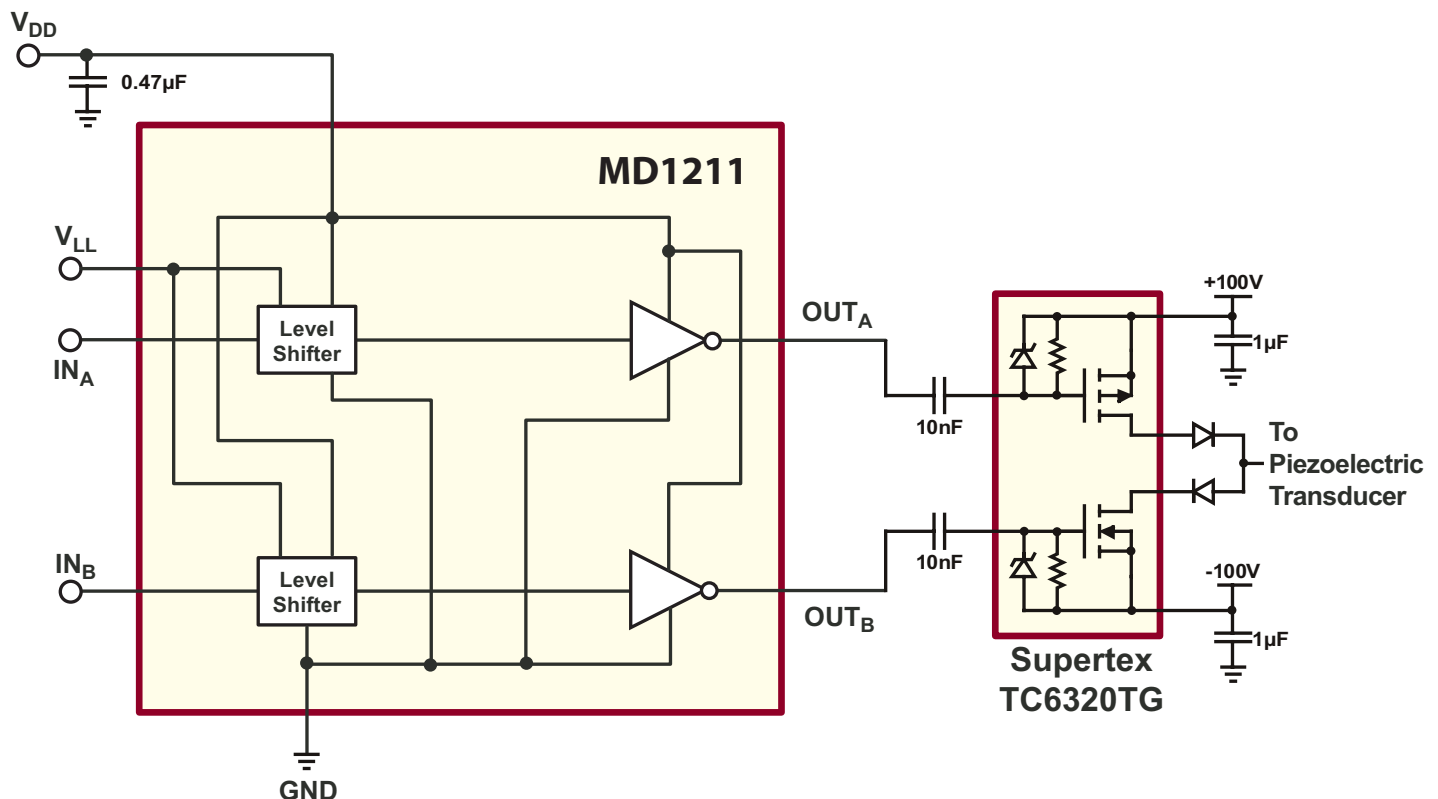 VDD
0.47µF
MD1211
VLL
Level
Shifter
INA
OUTA
+100V
1µF
10nF
To
Piezoelectric
Transducer
INB
Level
Shifter
OUTB
10nF
-100V
1µF
Supertex
TC6320TG
GND